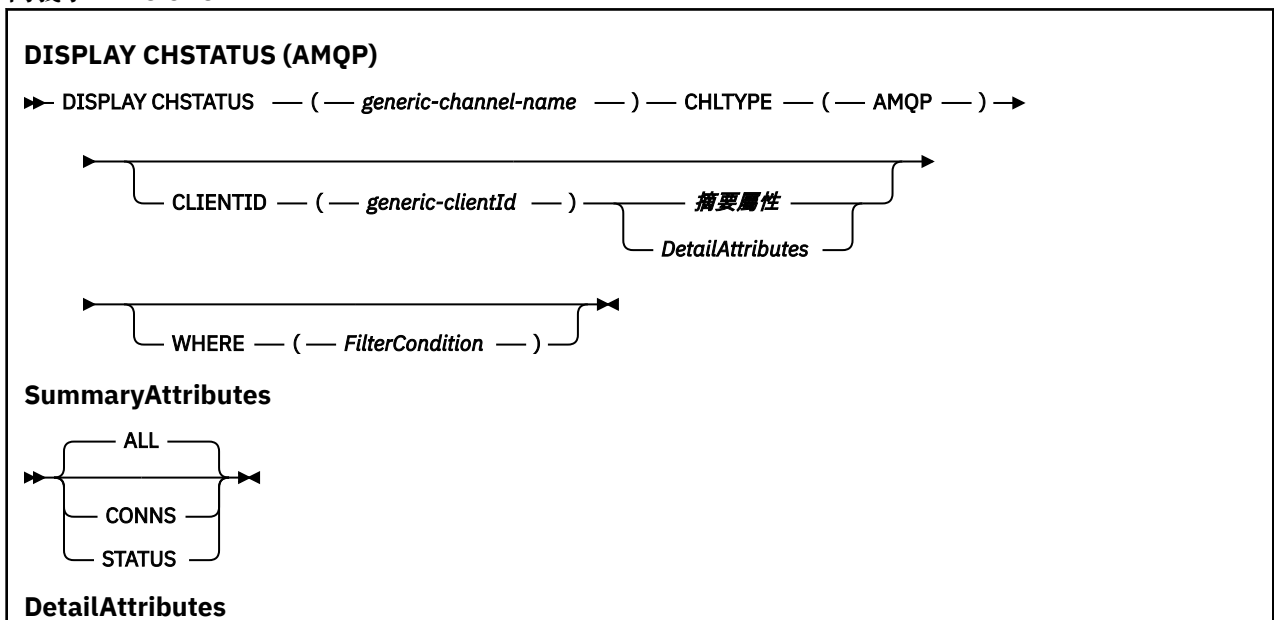 DISPLAY CHSTATUS (AMQP)
DISPLAY CHSTATUS ( generic-channel-name ) CHLTYPE ( AMQP )
CLIENTID ( generic-clientId ) 摘要屬性
DetailAttributes
WHERE ( FilterCondition )
SummaryAttributes
ALL
CONNS
STATUS
DetailAttributes